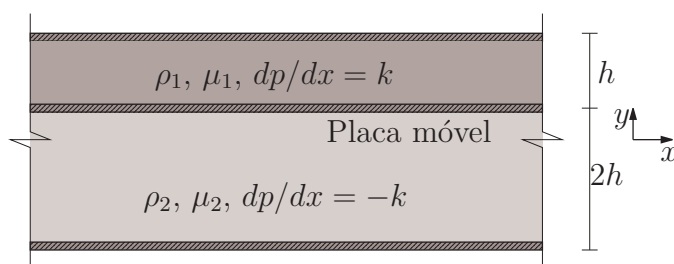 ρ₁, μ₁, dp/dx = k
h
y
Placa móvel
x
2h
ρ₂, μ₂, dp/dx = −k